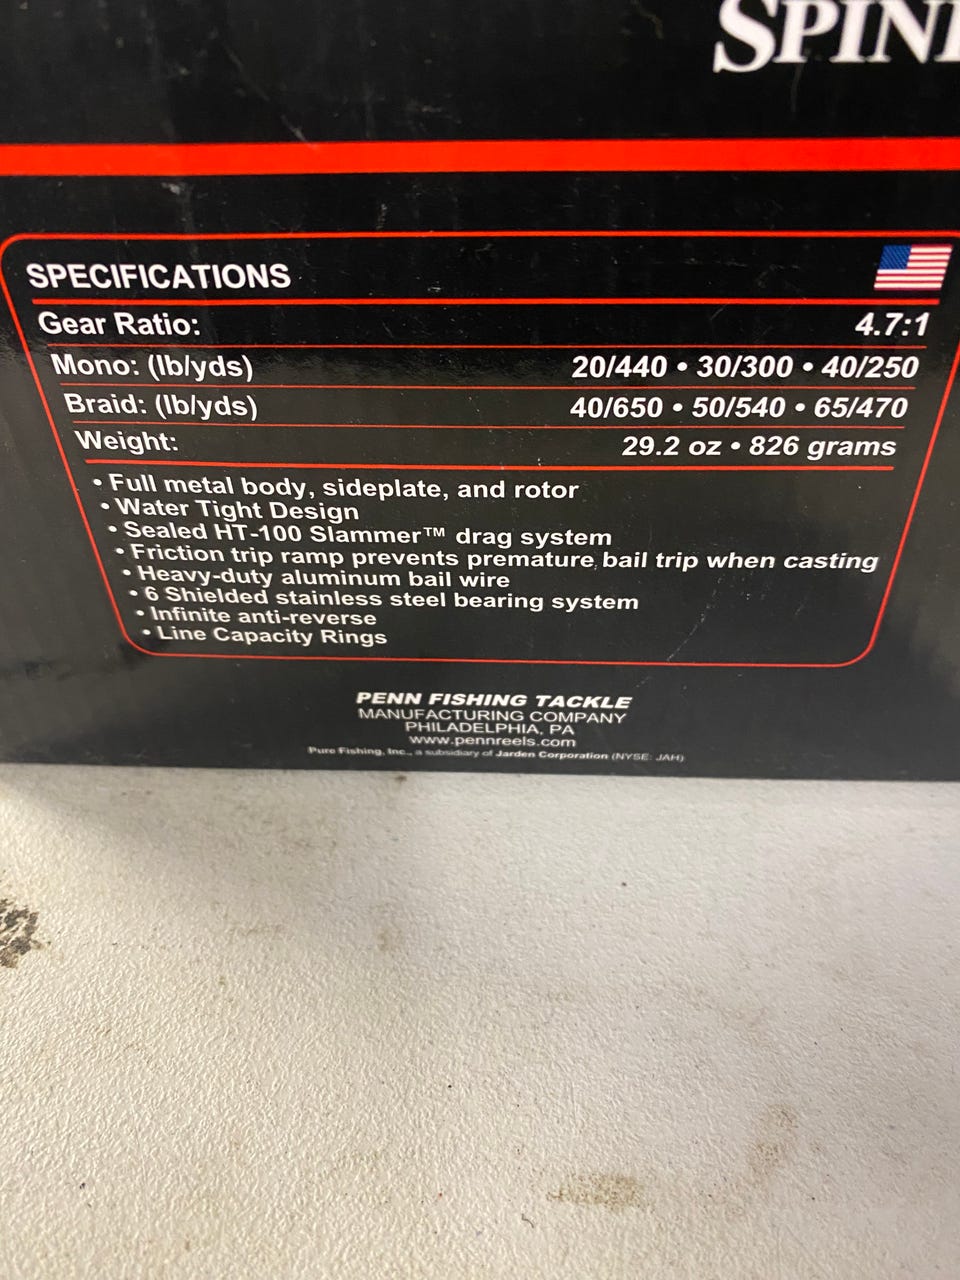 SPECIFICATIONS
Gear Ratio: 4.7:1
Mono: (lb/yds) 20/440 • 30/300 • 40/250
Braid: (lb/yds) 40/650 • 50/540 • 65/470
Weight: 29.2 oz • 826 grams
• Full metal body, sideplate, and rotor
• Water Tight Design
• Sealed HT-100 Slammer™ drag system
• Friction trip ramp prevents premature bail trip when casting
• Heavy-duty aluminum bail wire
• 6 Shielded stainless steel bearing system
• Infinite anti-reverse
• Line Capacity Rings
PENN FISHING TACKLE
MANUFACTURING COMPANY
PHILADELPHIA, PA
www.pennreels.com
Pure Fishing, Inc., a subsidiary of Jarden Corporation (NYSE: JAH)